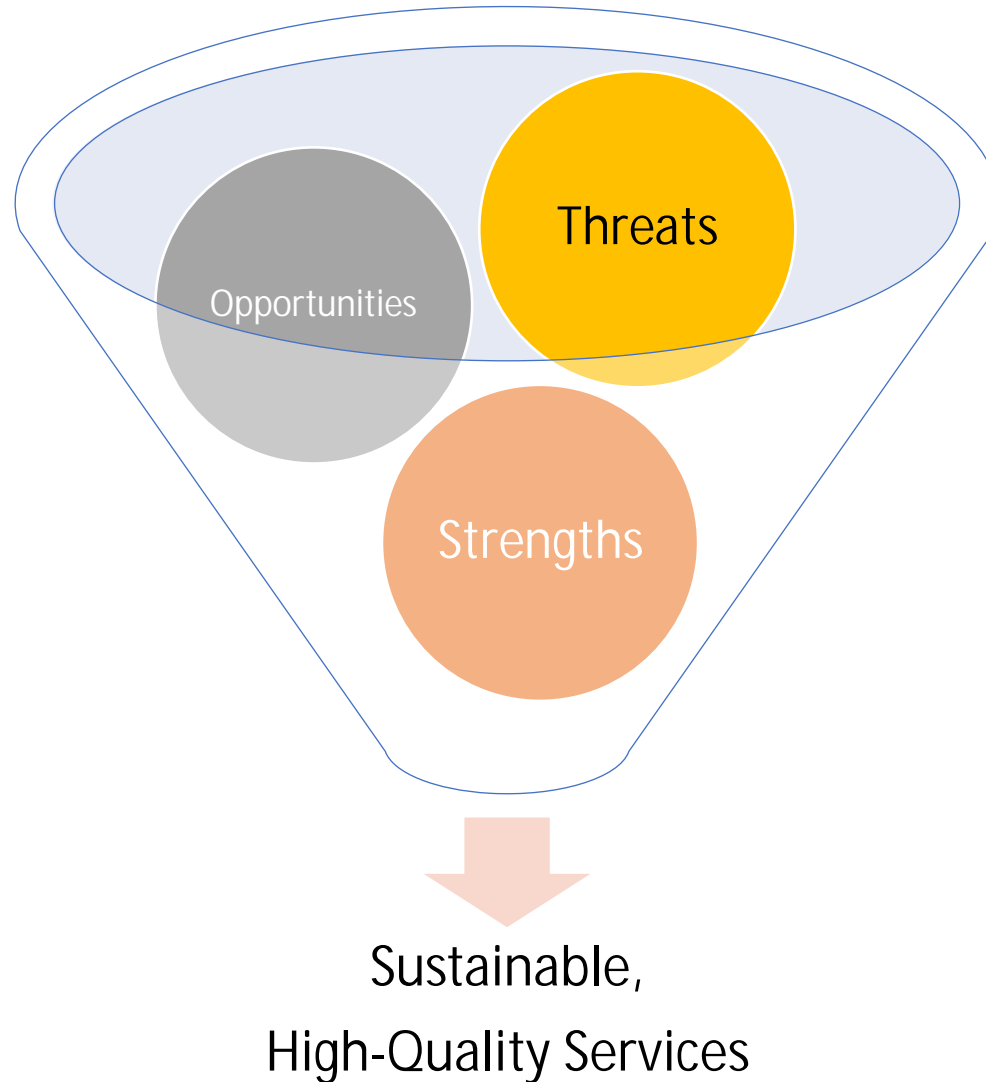 Threats
Opportunities
Strengths
Sustainable,
High-Quality Services